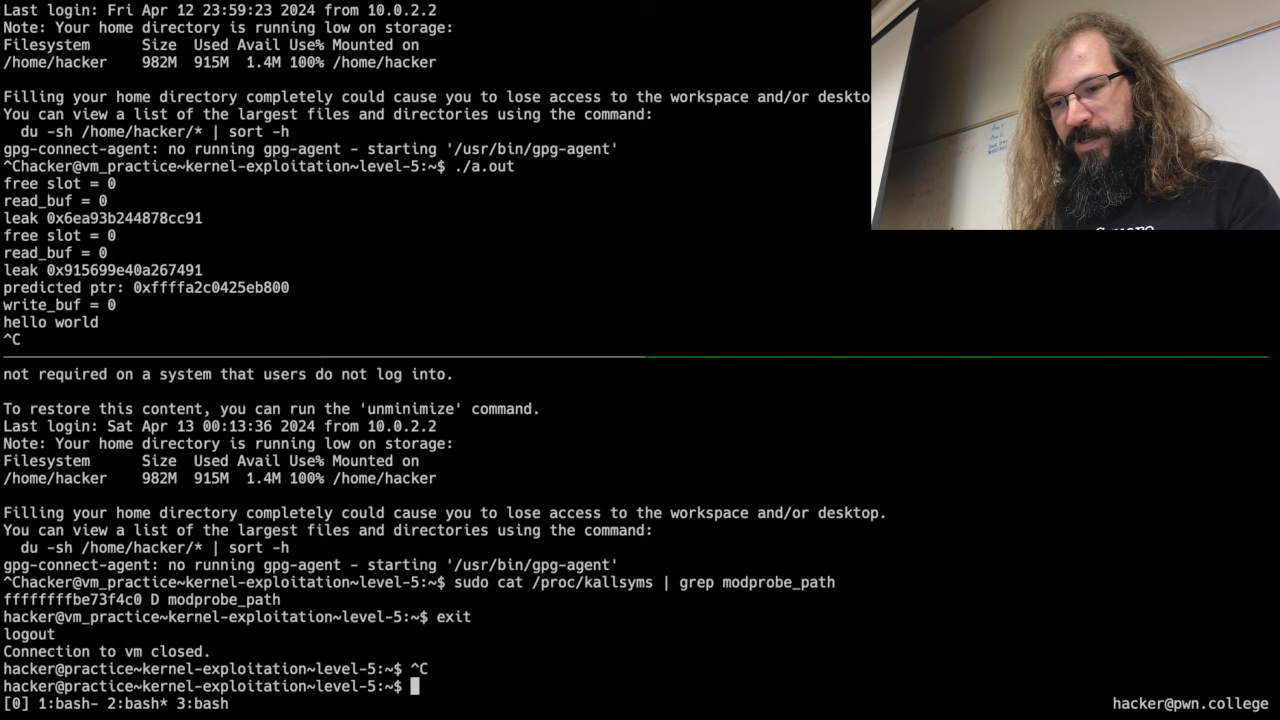 Last login: Fri Apr 12 23:59:23 2024 from 10.0.2.2
Note: Your home directory is running low on storage:
Filesystem      Size  Used Avail Use% Mounted on
/home/hacker    982M  915M  1.4M 100% /home/hacker
Filling your home directory completely could cause you to lose access to the workspace and/or deskto
You can view a list of the largest files and directories using the command:
  du -sh /home/hacker/* | sort -h
gpg-connect-agent: no running gpg-agent - starting '/usr/bin/gpg-agent'
^Chacker@vm_practice~kernel-exploitation~level-5:~$ ./a.out
free slot = 0
read_buf = 0
leak 0x6ea93b244878cc91
free slot = 0
read_buf = 0
leak 0x915699e40a267491
predicted ptr: 0xffffa2c0425eb800
write_buf = 0
hello world
^C
not required on a system that users do not log into.
To restore this content, you can run the 'unminimize' command.
Last login: Sat Apr 13 00:13:36 2024 from 10.0.2.2
Note: Your home directory is running low on storage:
Filesystem      Size  Used Avail Use% Mounted on
/home/hacker    982M  915M  1.4M 100% /home/hacker
Filling your home directory completely could cause you to lose access to the workspace and/or desktop.
You can view a list of the largest files and directories using the command:
  du -sh /home/hacker/* | sort -h
gpg-connect-agent: no running gpg-agent - starting '/usr/bin/gpg-agent'
^Chacker@vm_practice~kernel-exploitation~level-5:~$ sudo cat /proc/kallsyms | grep modprobe_path
ffffffffbe73f4c0 D modprobe_path
hacker@vm_practice~kernel-exploitation~level-5:~$ exit
logout
Connection to vm closed.
hacker@practice~kernel-exploitation~level-5:~$ ^C
hacker@practice~kernel-exploitation~level-5:~$
[0] 1:bash- 2:bash* 3:bash hacker@pwn.college